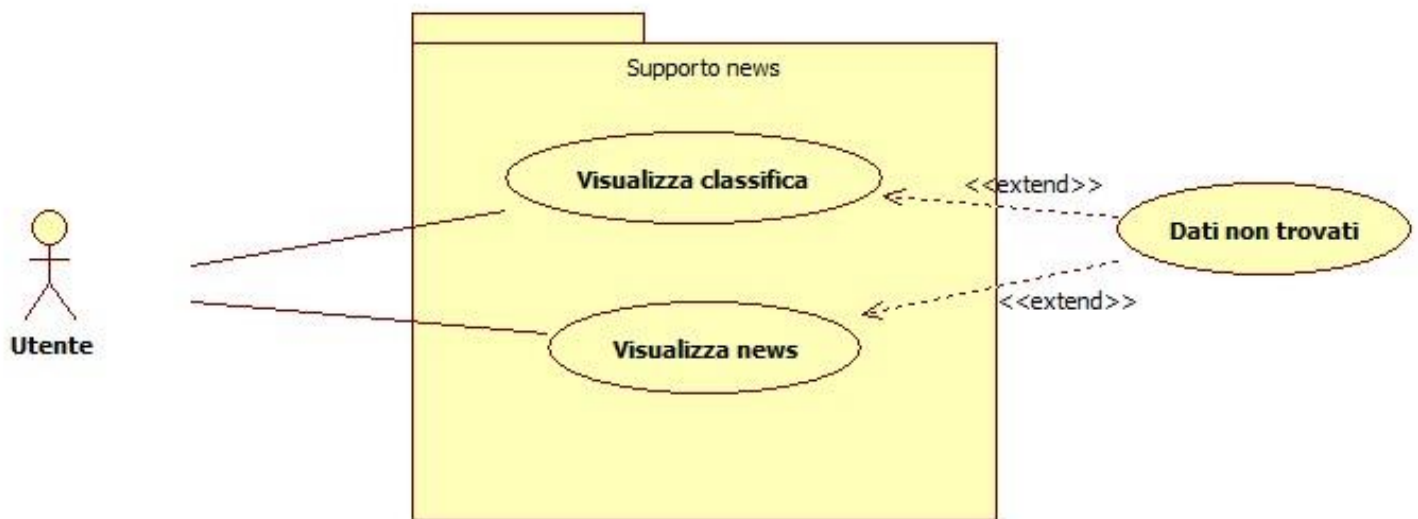 Supporto news
Visualizza classifica
<<extend>>
Dati non trovati
<<extend>>
Utente
Visualizza news